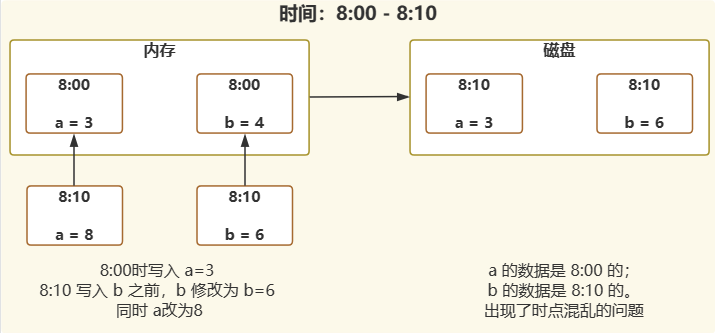 时间：8:00 - 8:10
内存
磁盘
8:00
a = 3
8:00
b = 4
8:10
a = 3
8:10
b = 6
8:10
a = 8
8:10
b = 6
8:00时写入 a=3
8:10 写入 b 之前，b 修改为 b=6
同时 a改为8
a 的数据是 8:00 的；
b 的数据是 8:10 的。
出现了时点混乱的问题